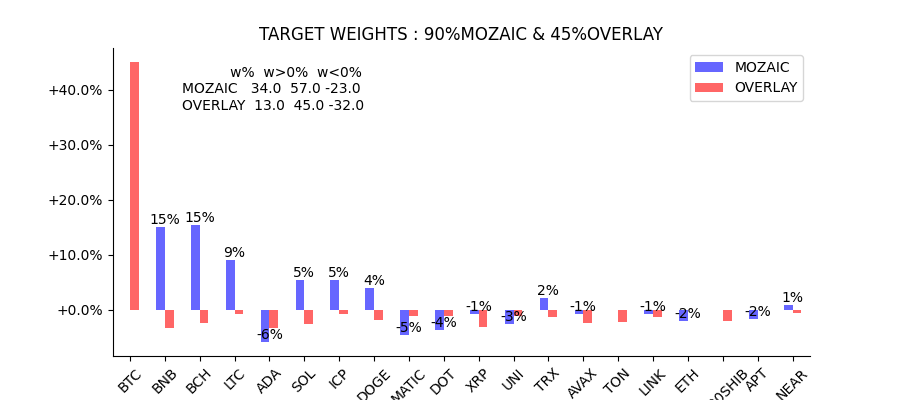 TARGET WEIGHTS : 90%MOZAIC & 45%OVERLAY
w% w>0% w<0%
MOZAIC 34.0 57.0 -23.0
OVERLAY 13.0 45.0 -32.0
MOZAIC
OVERLAY
+40.0%
+30.0%
+20.0%
+10.0%
+0.0%
15%
15%
9%
-6%
5%
5%
4%
-5%
-4%
-1%
-3%
2%
-1%
-1%
-2%
-2%
1%
BTC
BNB
BCH
LTC
ADA
SOL
ICP
DOGE
MATIC
DOT
XRP
UNI
TRX
AVAX
TON
LINK
ETH
0SHIB
APT
NEAR